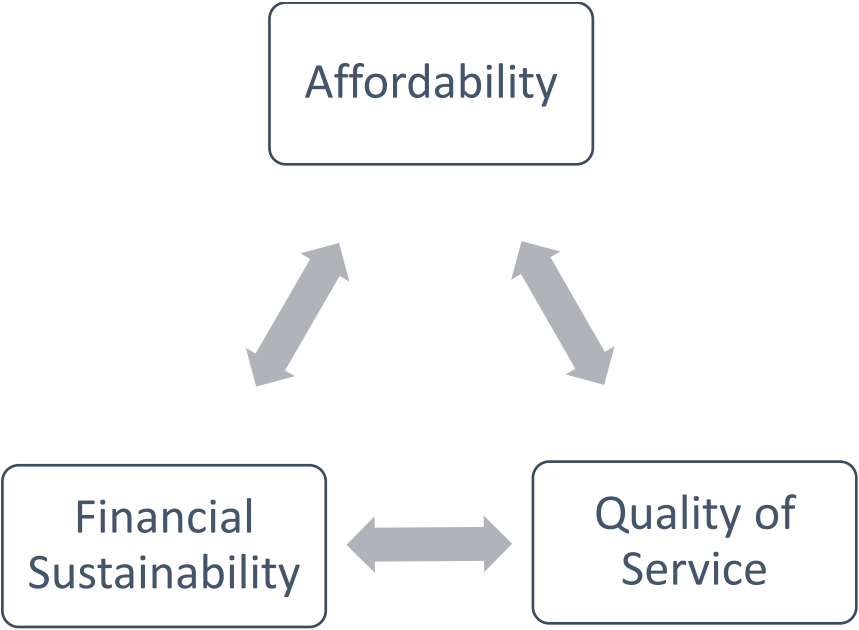 Affordability
Financial
Sustainability
Quality of
Service